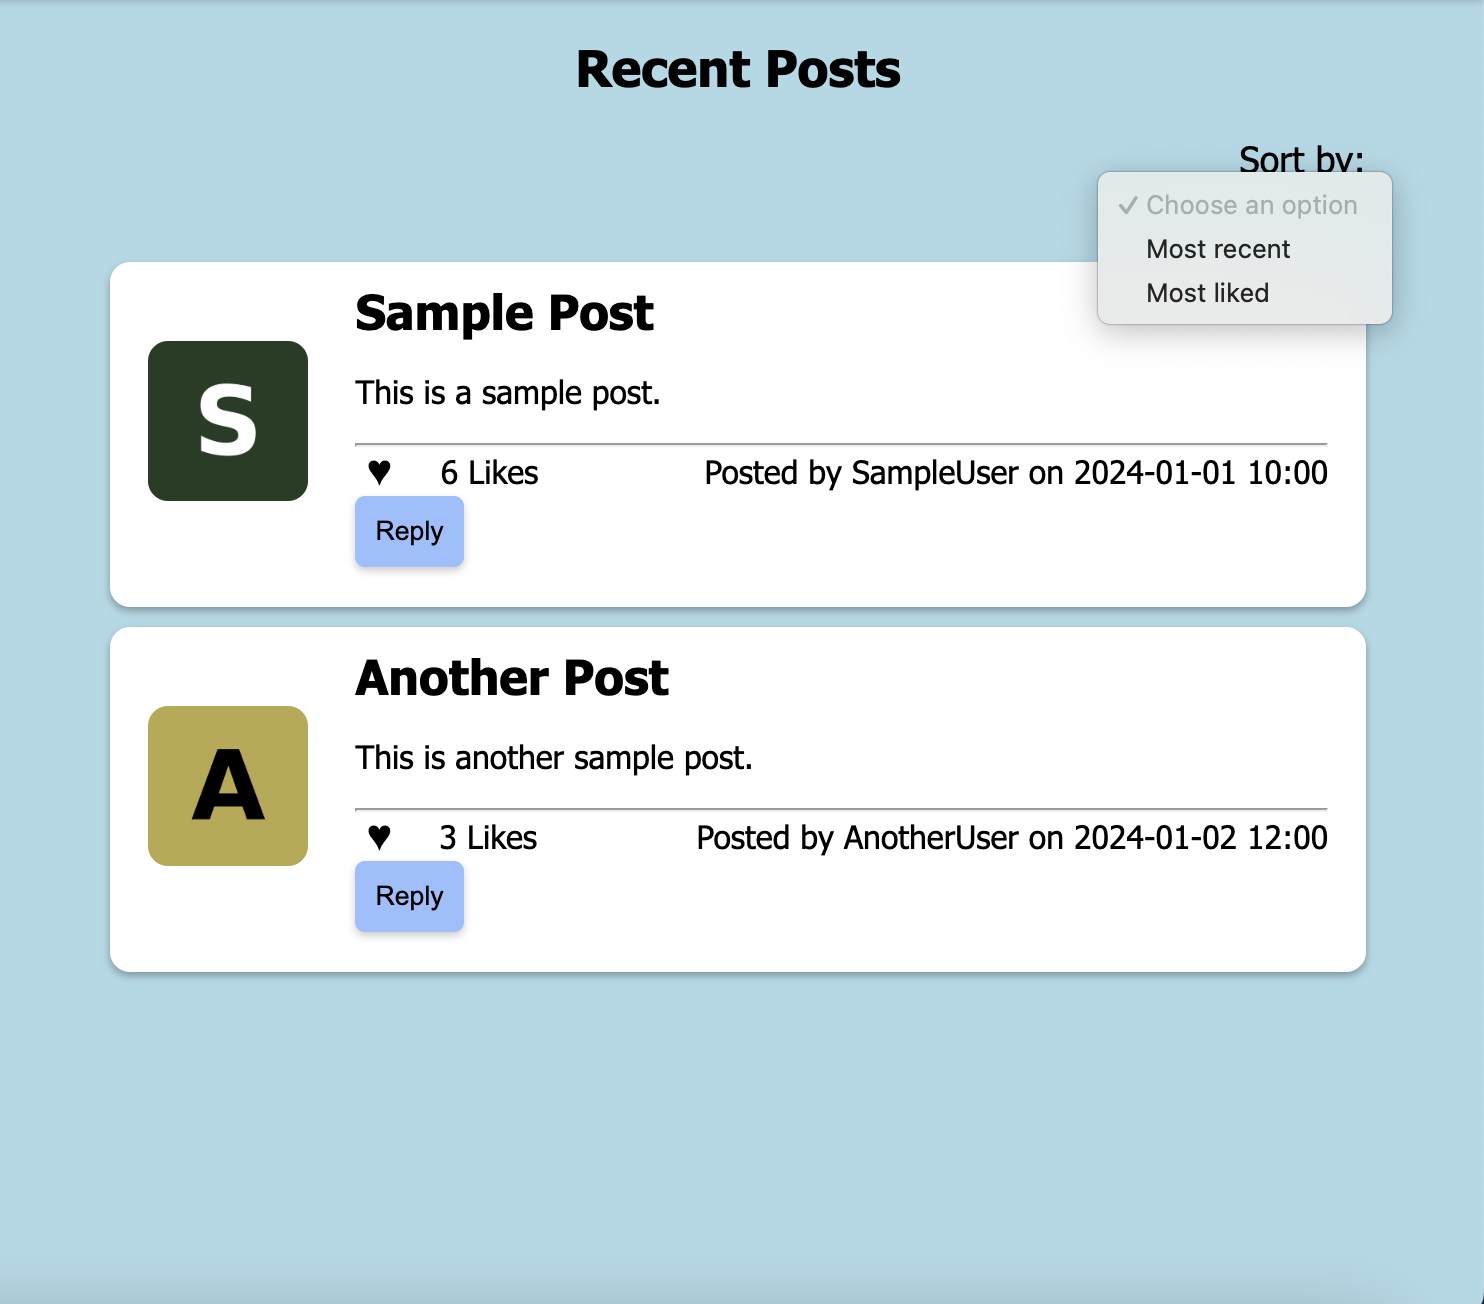 Recent Posts
Sort by:
✓ Choose an option
Most recent
Most liked
S
Sample Post
This is a sample post.
♥ 6 Likes Posted by SampleUser on 2024-01-01 10:00
Reply
A
Another Post
This is another sample post.
♥ 3 Likes Posted by AnotherUser on 2024-01-02 12:00
Reply